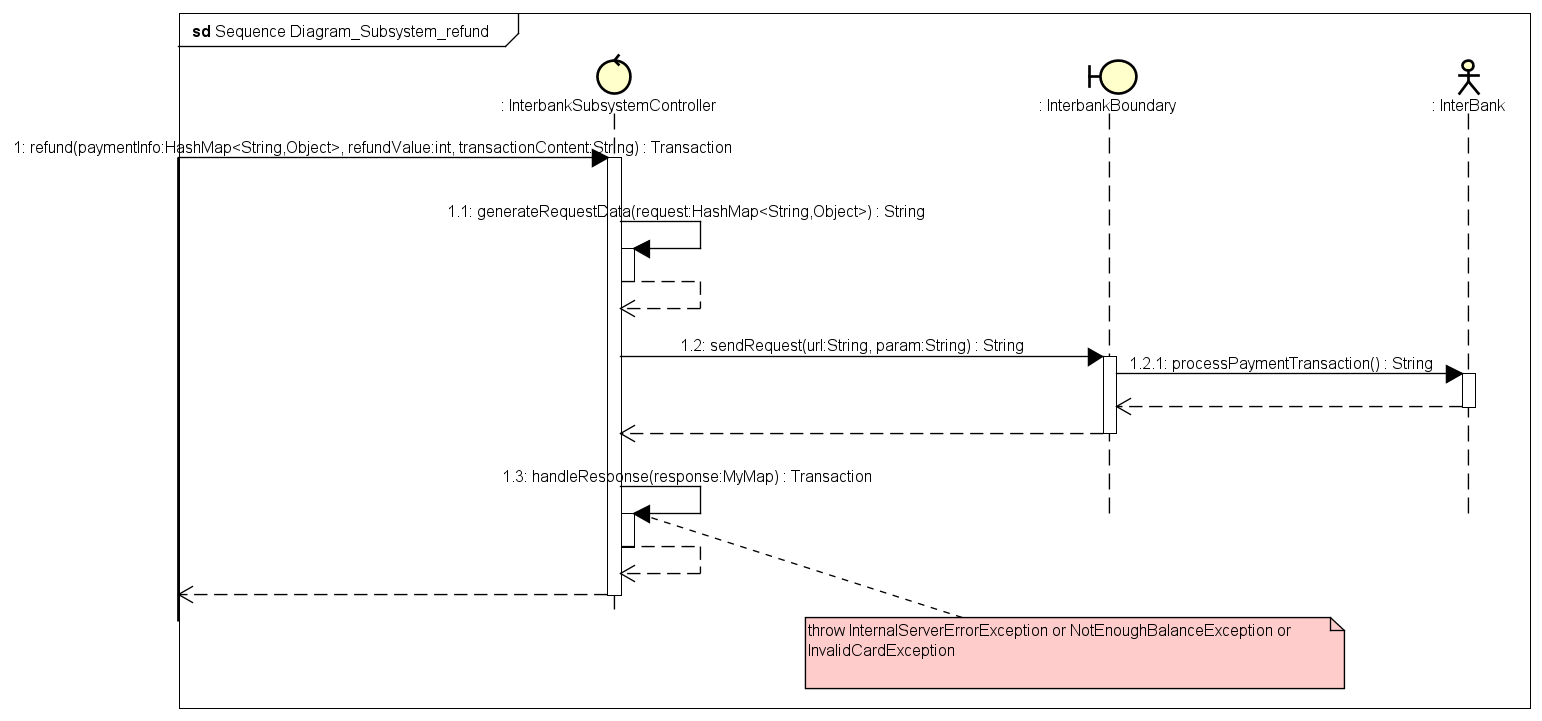 sd Sequence Diagram_Subsystem_refund
: InterbankSubsystemController
: InterbankBoundary
: InterBank
1: refund(paymentInfo:HashMap<String,Object>, refundValue:int, transactionContent:String) : Transaction
1.1: generateRequestData(request:HashMap<String,Object>) : String
1.2: sendRequest(url:String, param:String) : String
1.2.1: processPaymentTransaction() : String
1.3: handleResponse(response:MyMap) : Transaction
throw InternalServerErrorException or NotEnoughBalanceException or
InvalidCardException